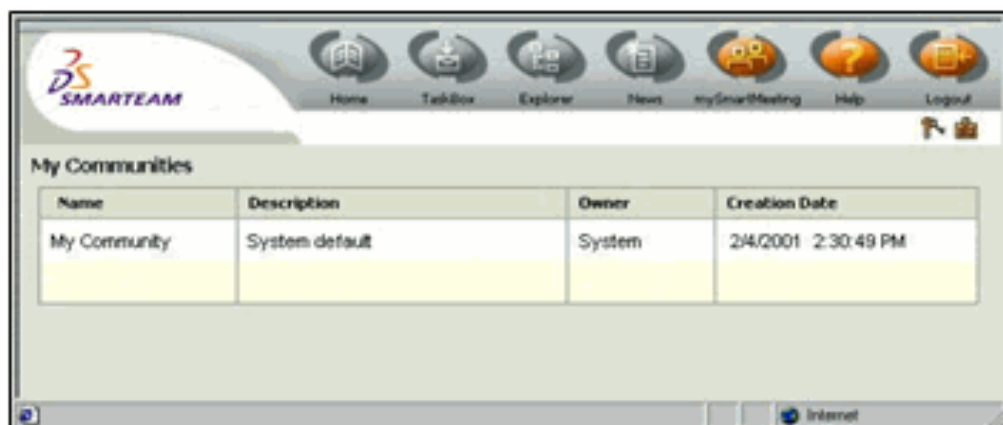 DS
SMARTEAM
Home TaskBox Explorer News mySmartMeeting Help Logout
My Communities
Name Description Owner Creation Date
My Community System default System 2/4/2001 2:30:49 PM
Internet